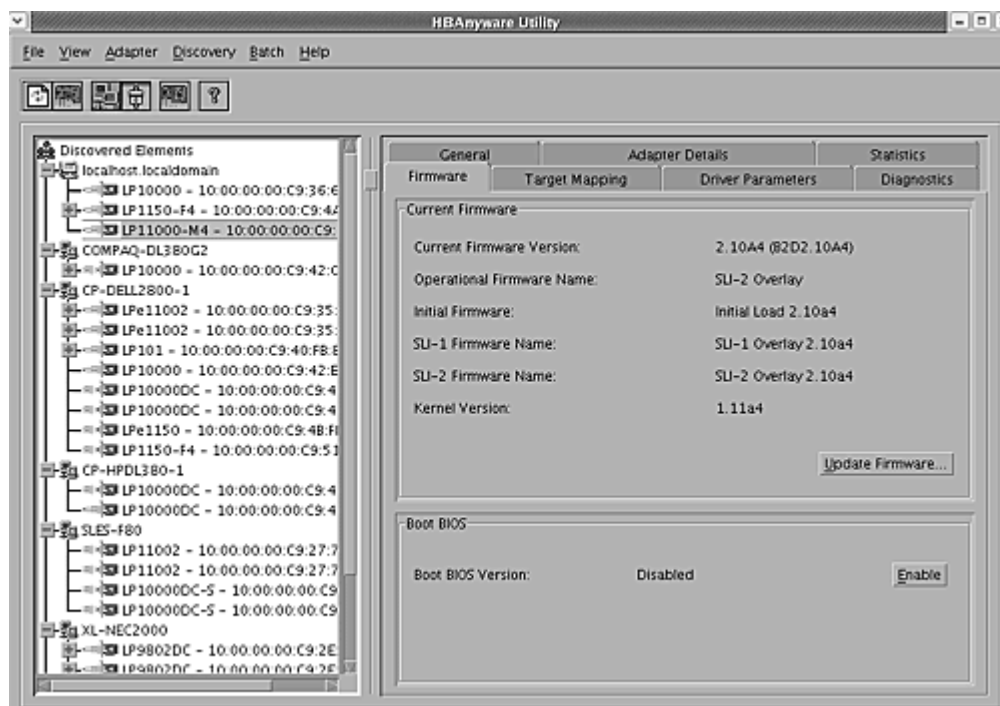 HBAnyware Utility
File View Adapter Discovery Batch Help
Discovered Elements
localhost.localdomain
LP10000 - 10:00:00:00:C9:36:6
LP1150-F4 - 10:00:00:00:C9:4A
LP11000-M4 - 10:00:00:00:C9:
COMPAQ-DL380G2
LP10000 - 10:00:00:00:C9:42:C
CP-DELL2800-1
LPe11002 - 10:00:00:00:C9:35:
LPe11002 - 10:00:00:00:C9:35:
LP101 - 10:00:00:00:C9:40:FB:E
LP10000 - 10:00:00:00:C9:42:E
LP10000DC - 10:00:00:00:C9:4
LP10000DC - 10:00:00:00:C9:4
LPe1150 - 10:00:00:00:C9:4B:F
LP1150-F4 - 10:00:00:00:C9:51
CP-HPDL380-1
LP10000DC - 10:00:00:00:C9:4
LP10000DC - 10:00:00:00:C9:4
SLES-F80
LP11002 - 10:00:00:00:C9:27:7
LP11002 - 10:00:00:00:C9:27:7
LP10000DC-S - 10:00:00:00:C9
LP10000DC-S - 10:00:00:00:C9
XL-NEC2000
LP9802DC - 10:00:00:00:C9:2E
LP9802DC - 10:00:00:00:C9:2E
General Adapter Details Statistics
Firmware Target Mapping Driver Parameters Diagnostics
Current Firmware
Current Firmware Version: 2.10A4 (B2D2.10A4)
Operational Firmware Name: SLI-2 Overlay
Initial Firmware: Initial Load 2.10a4
SLI-1 Firmware Name: SLI-1 Overlay 2.10a4
SLI-2 Firmware Name: SLI-2 Overlay 2.10a4
Kernel Version: 1.11a4
Update Firmware...
Boot BIOS
Boot BIOS Version: Disabled Enable